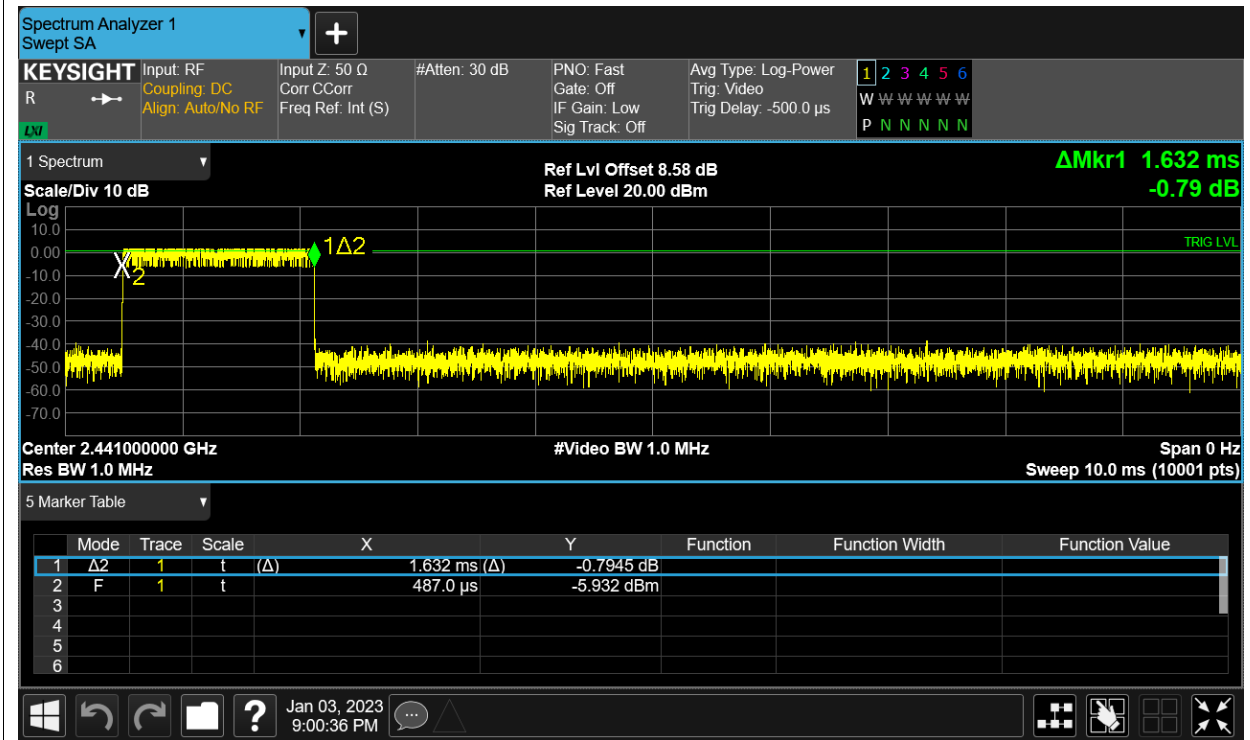 Spectrum Analyzer 1
Swept SA
KEYSIGHT
R
LXI
Input: RF
Coupling: DC
Align: Auto/No RF
Input Z: 50 Ω
Corr CCorr
Freq Ref: Int (S)
#Atten: 30 dB
PNO: Fast
Gate: Off
IF Gain: Low
Sig Track: Off
Avg Type: Log-Power
Trig: Video
Trig Delay: -500.0 µs
1 2 3 4 5 6
W W W W W W
P N N N N N
1 Spectrum
Scale/Div 10 dB
Ref Lvl Offset 8.58 dB
Ref Level 20.00 dBm
ΔMkr1 1.632 ms
-0.79 dB
Log
10.0
0.00
-10.0
-20.0
-30.0
-40.0
-50.0
-60.0
-70.0
1Δ2
X2
TRIG LVL
Center 2.441000000 GHz
Res BW 1.0 MHz
#Video BW 1.0 MHz
Span 0 Hz
Sweep 10.0 ms (10001 pts)
5 Marker Table
Mode Trace Scale X Y Function Function Width Function Value
1 Δ2 1 t (Δ) 1.632 ms (Δ) -0.7945 dB
2 F 1 t 487.0 µs -5.932 dBm
3
4
5
6
?
Jan 03, 2023
9:00:36 PM